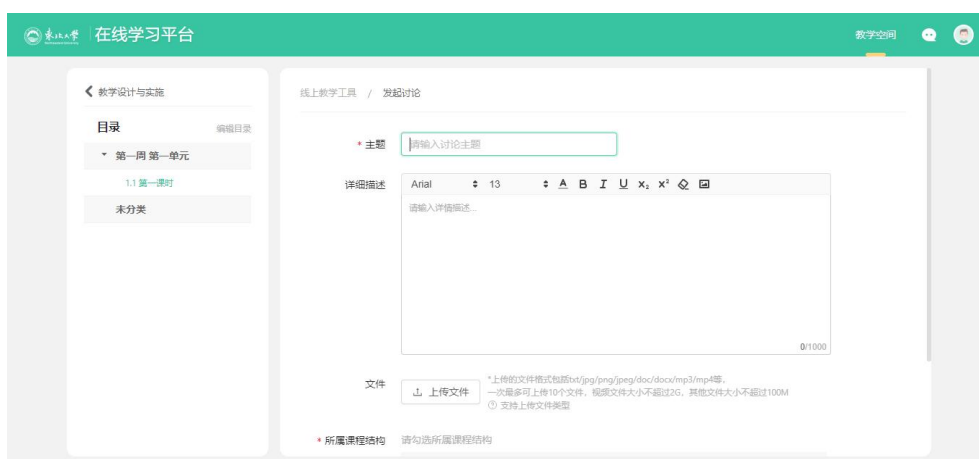 东北大学 在线学习平台
教学空间
教学设计与实施
目录 编辑目录
第一周 第一单元
1.1 第一课时
未分类
线上教学工具 / 发起讨论
* 主题 请输入讨论主题
详细描述 Arial 13 A B I U X₂ X² 
请输入详情描述...
0/1000
文件 上传文件
*上传的文件格式包括txt/jpg/png/jpeg/doc/docx/mp3/mp4等,
一次最多可上传10个文件, 视频文件大小不超过2G, 其他文件大小不超过100M
? 支持上传文件类型
* 所属课程结构 请勾选所属课程结构